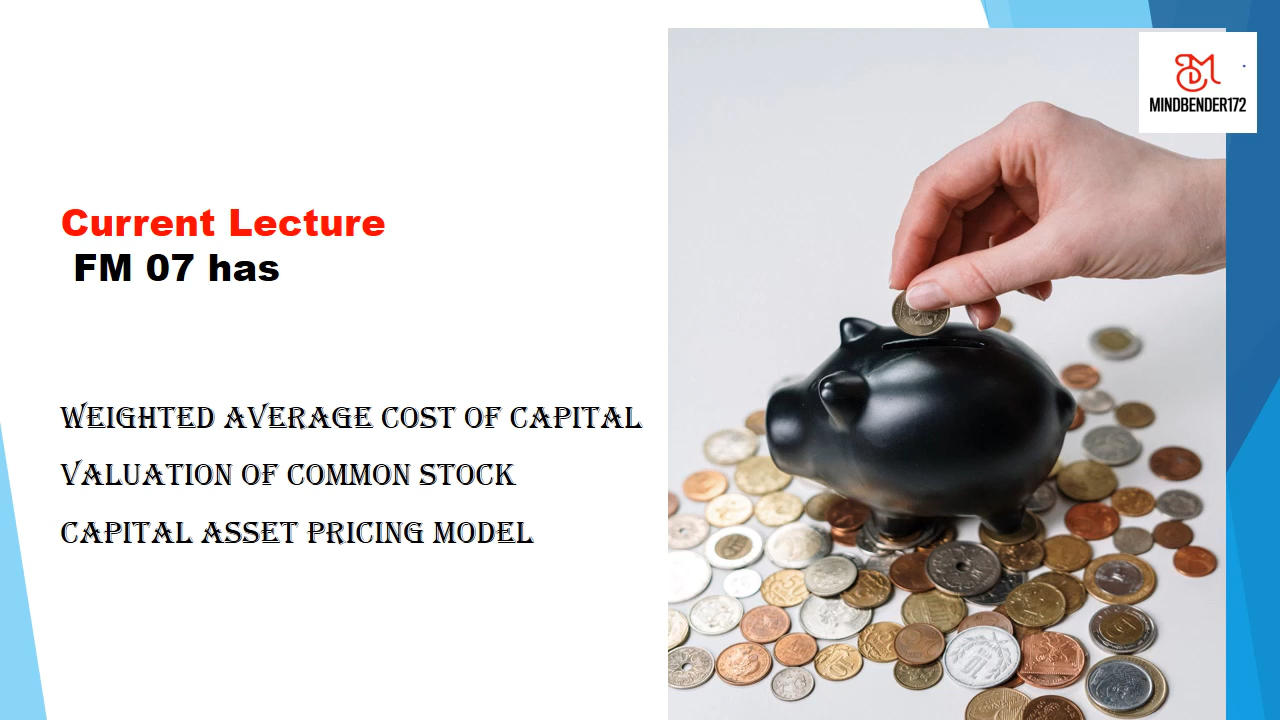 MINDBENDER172
Current Lecture
FM 07 has
WEIGHTED AVERAGE COST OF CAPITAL
VALUATION OF COMMON STOCK
CAPITAL ASSET PRICING MODEL